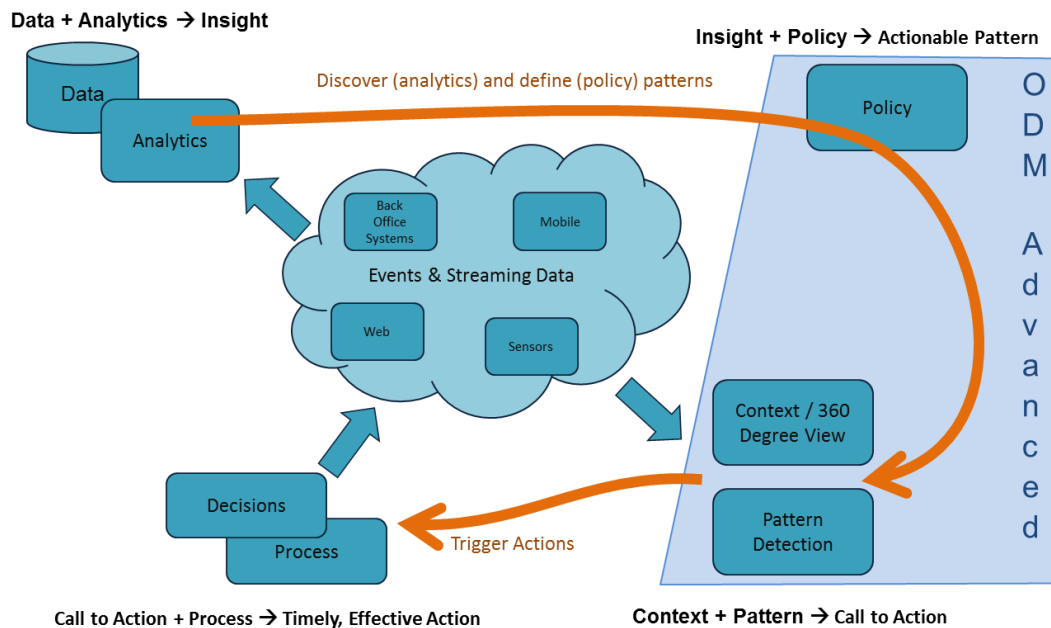 Data + Analytics → Insight
Insight + Policy → Actionable Pattern
Data
Analytics
Discover (analytics) and define (policy) patterns
Policy
ODM Advanced
Back
Office
Systems
Mobile
Events & Streaming Data
Web
Sensors
Context / 360
Degree View
Pattern
Detection
Decisions
Process
Trigger Actions
Call to Action + Process → Timely, Effective Action
Context + Pattern → Call to Action